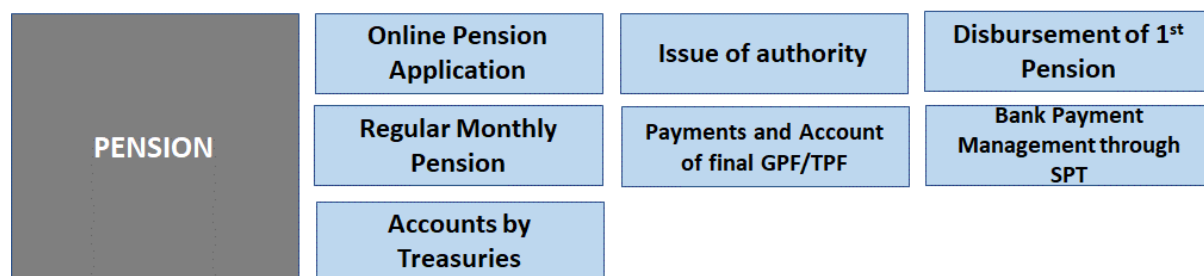 PENSION
Online Pension
Application
Issue of authority
Disbursement of 1st
Pension
Regular Monthly
Pension
Payments and Account
of final GPF/TPF
Bank Payment
Management through
SPT
Accounts by
Treasuries